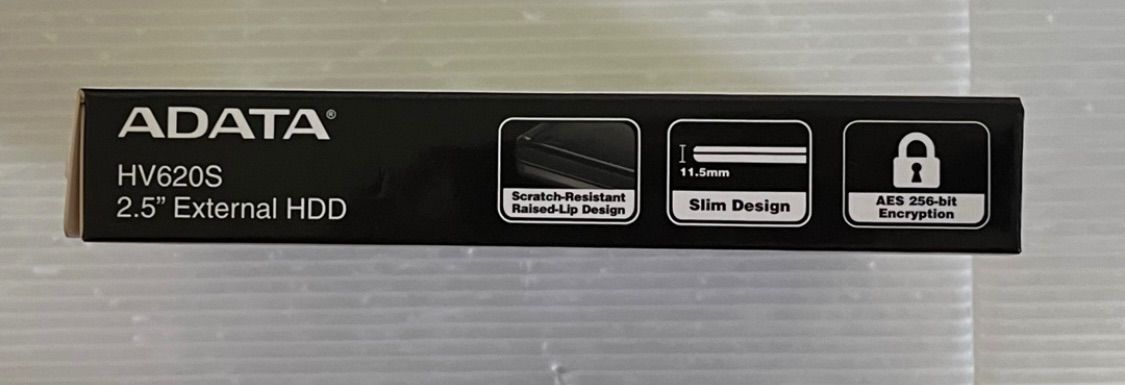 ADATA®
HV620S
2.5” External HDD
Scratch-Resistant
Raised-Lip Design
11.5mm
Slim Design
AES 256-bit
Encryption